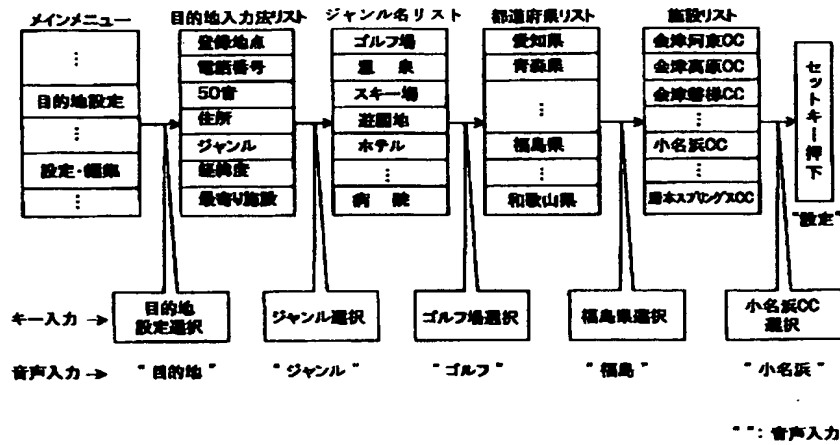 メインメニュー
⋮
目的地設定
⋮
設定・編集
⋮
目的地入力法リスト
登録地点
電話番号
50音
住所
ジャンル
経緯度
最寄り施設
ジャンル名リスト
ゴルフ場
温泉
スキー場
遊園地
ホテル
⋮
病院
都道府県リスト
愛知県
青森県
⋮
福島県
⋮
和歌山県
施設リスト
会津河東CC
会津高原CC
会津磐梯CC
⋮
小名浜CC
⋮
スプリングスCC
セットキー押下
"設定"
キー入力 →
目的地
設定選択
ジャンル選択
ゴルフ場選択
福島県選択
小名浜CC
選択
音声入力 →
"目的地"
"ジャンル"
"ゴルフ"
"福島"
"小名浜"
" ": 音声入力